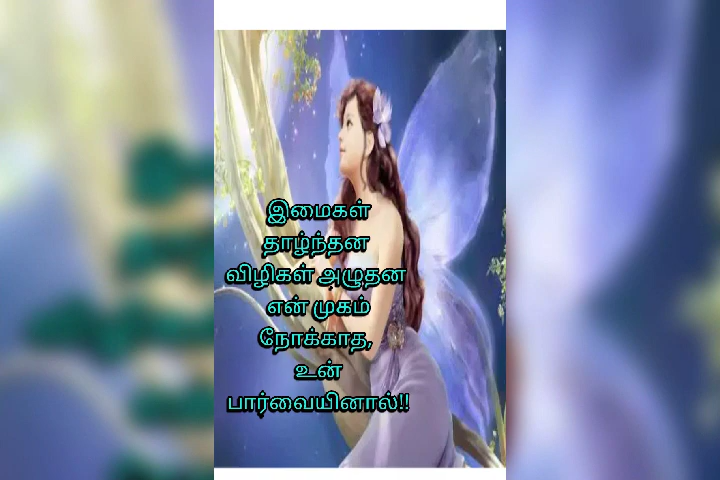 இமைகள்
தாழ்ந்தன
விழிகள் அழுதன
என் முகம்
நோக்காத,
உன்
பார்வையினால்!!